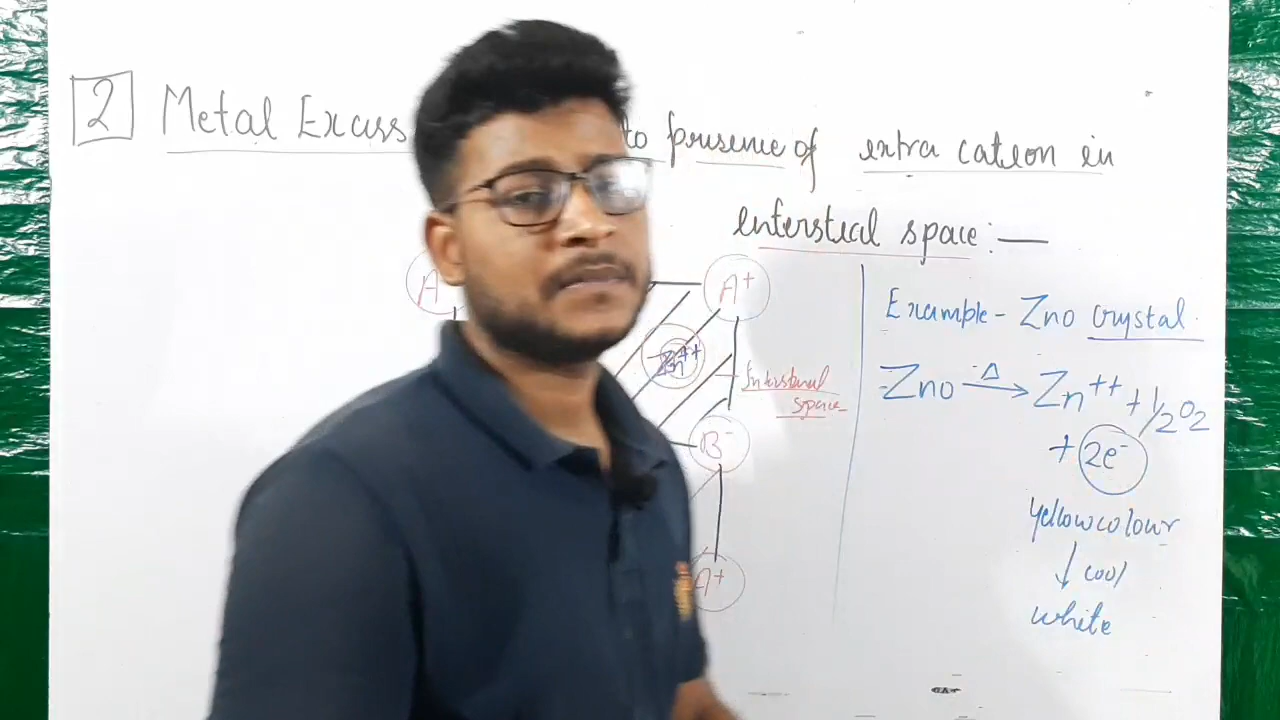 2 Metal Excess to presence of extra cation in
interstial space:—
A A+
Example - Zno crystal.
Zn++
Interstitial
space
-Zno -Δ→ Zn++ + 1/2 O2
+ 2e-
B-
Yellow colour
↓ cool
A+
white